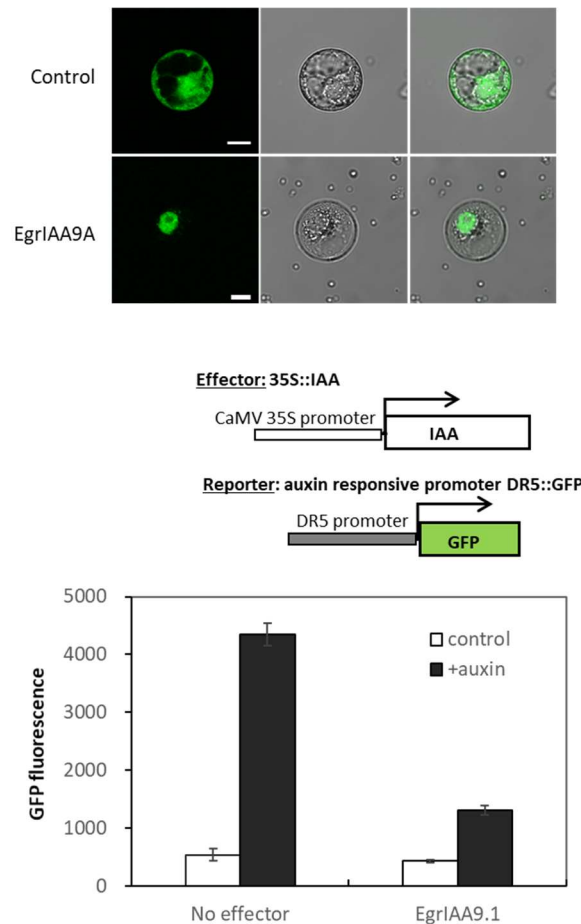 Control
EgrIAA9A
Effector: 35S::IAA
CaMV 35S promoter
IAA
Reporter: auxin responsive promoter DR5::GFP
DR5 promoter
GFP
5000
4000
3000
2000
1000
0
GFP fluorescence
control
+auxin
No effector
EgrIAA9.1